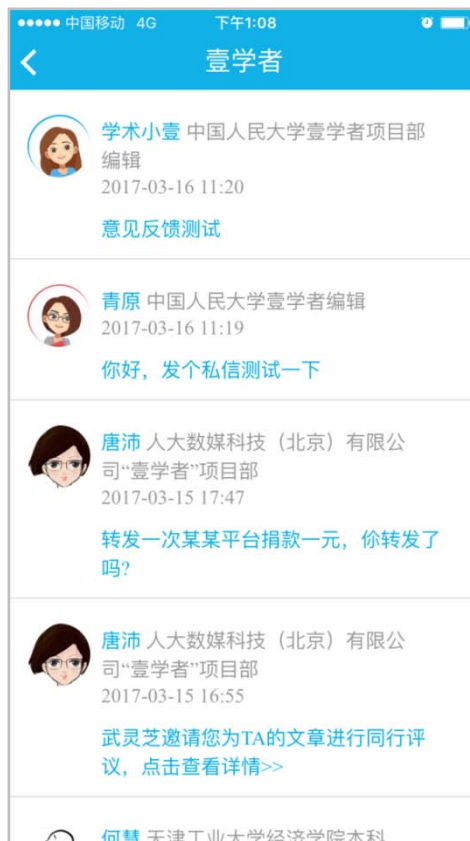 中国移动 4G 下午1:08
壹学者
学术小壹 中国人民大学壹学者项目部
编辑
2017-03-16 11:20
意见反馈测试
青原 中国人民大学壹学者编辑
2017-03-16 11:19
你好，发个私信测试一下
唐沛 人大数媒科技（北京）有限公
司“壹学者”项目部
2017-03-15 17:47
转发一次某某平台捐款一元，你转发了
吗?
唐沛 人大数媒科技（北京）有限公
司“壹学者”项目部
2017-03-15 16:55
武灵芝邀请您为TA的文章进行同行评
议，点击查看详情>>
何慧 天津工业大学经济学院本科